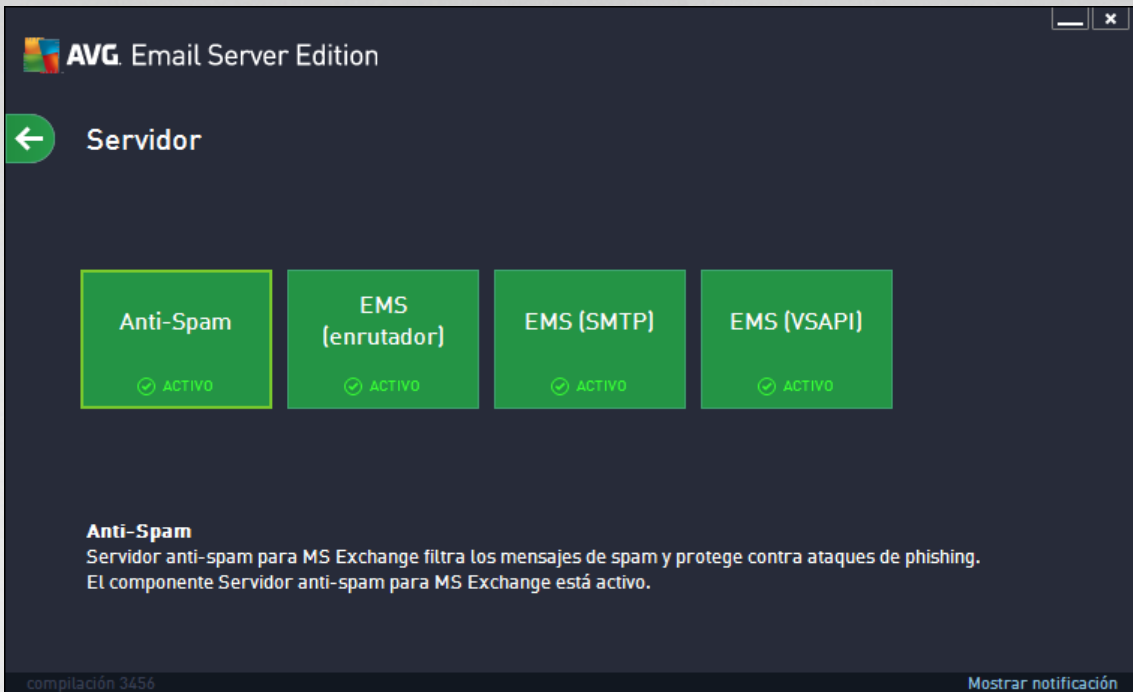 AVG. Email Server Edition
Servidor
Anti-Spam
ACTIVO
EMS
(enrutador)
ACTIVO
EMS (SMTP)
ACTIVO
EMS (VSAPI)
ACTIVO
Anti-Spam
Servidor anti-spam para MS Exchange filtra los mensajes de spam y protege contra ataques de phishing.
El componente Servidor anti-spam para MS Exchange está activo.
compilación 3456
Mostrar notificación